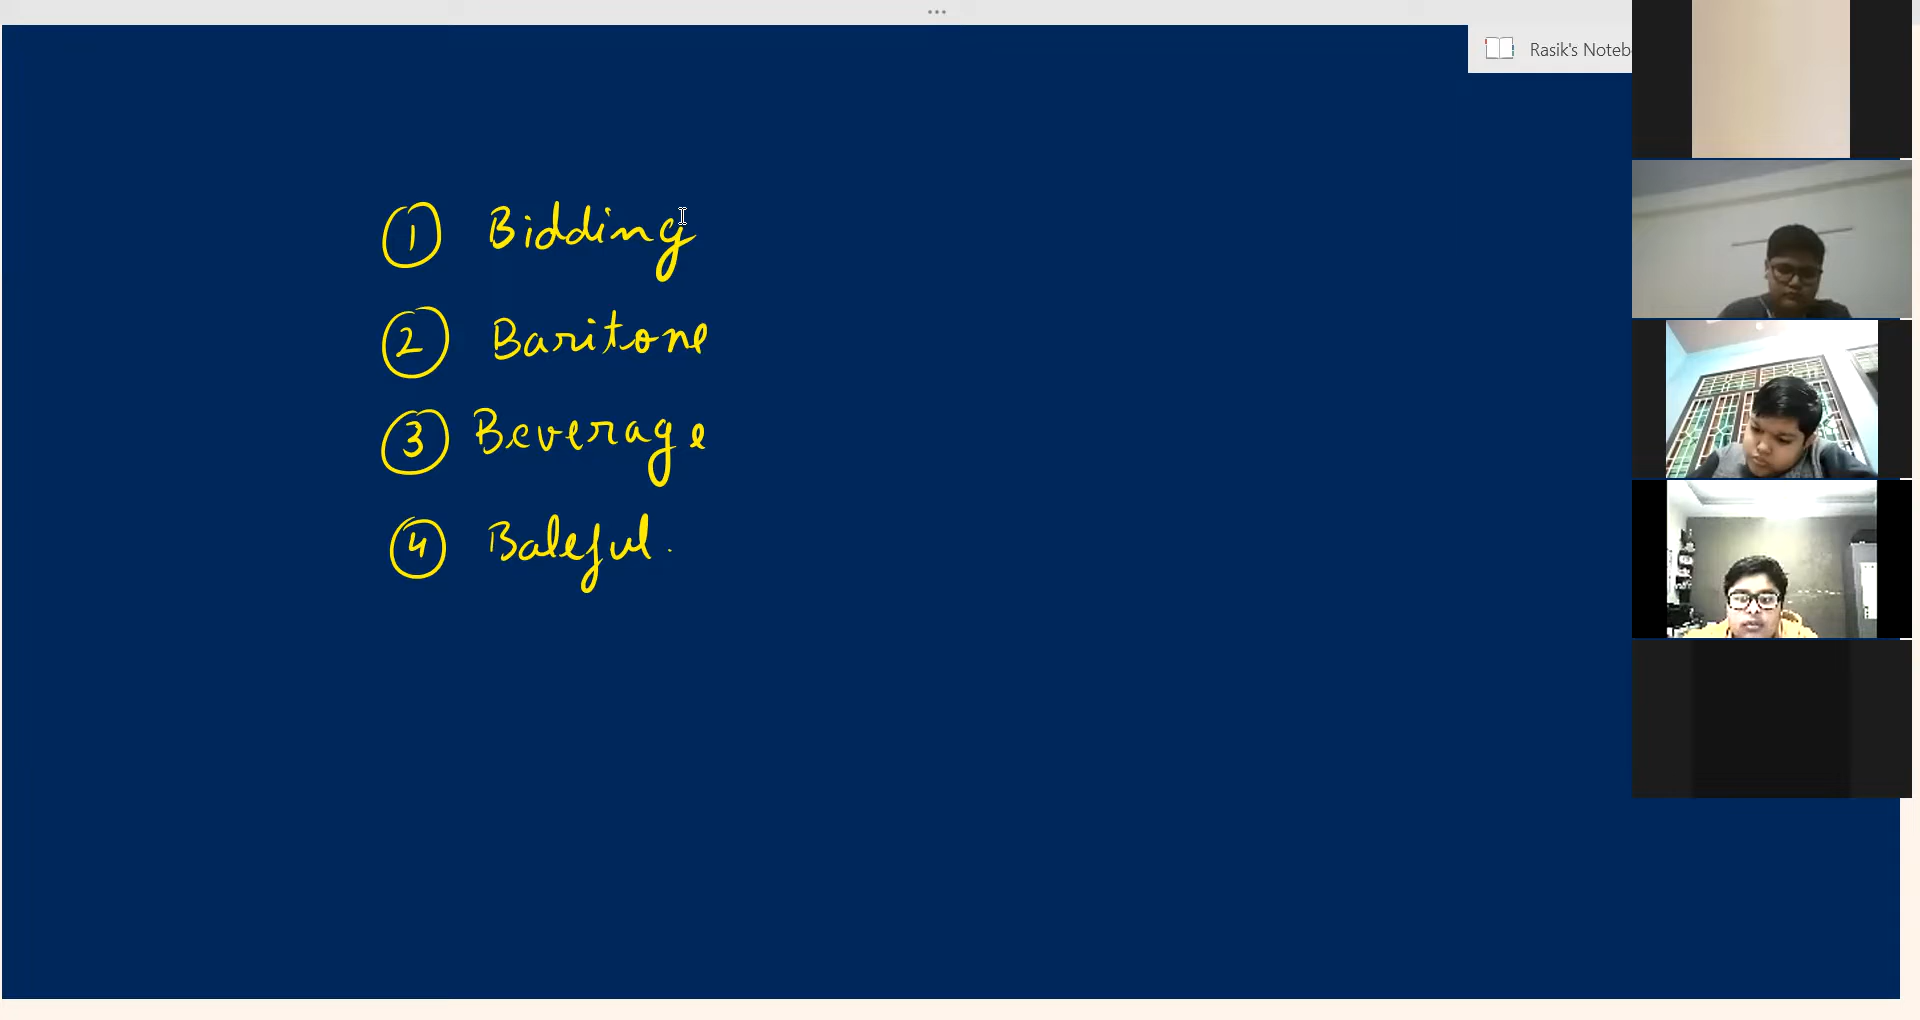 Rasik's Noteb
1 Bidding
2 Baritone
3 Beverage
4 Baleful.